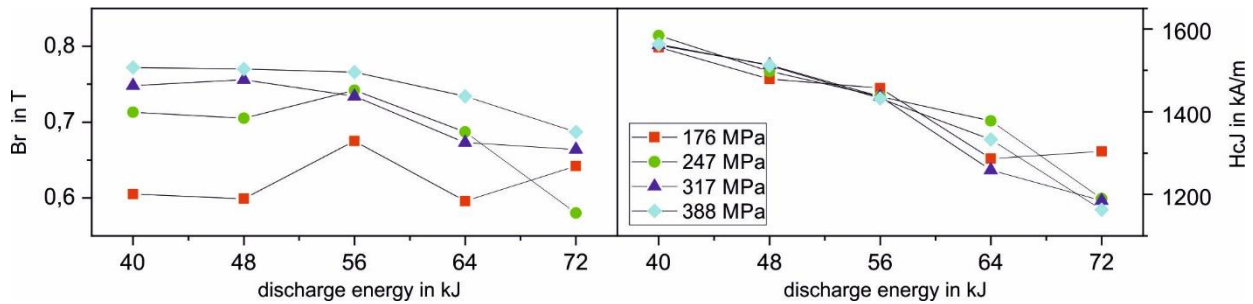 Br in T
0,8
0,7
0,6
40 48 56 64 72
discharge energy in kJ
176 MPa
247 MPa
317 MPa
388 MPa
40 48 56 64 72
discharge energy in kJ
1600
1400
1200
HcJ in kA/m